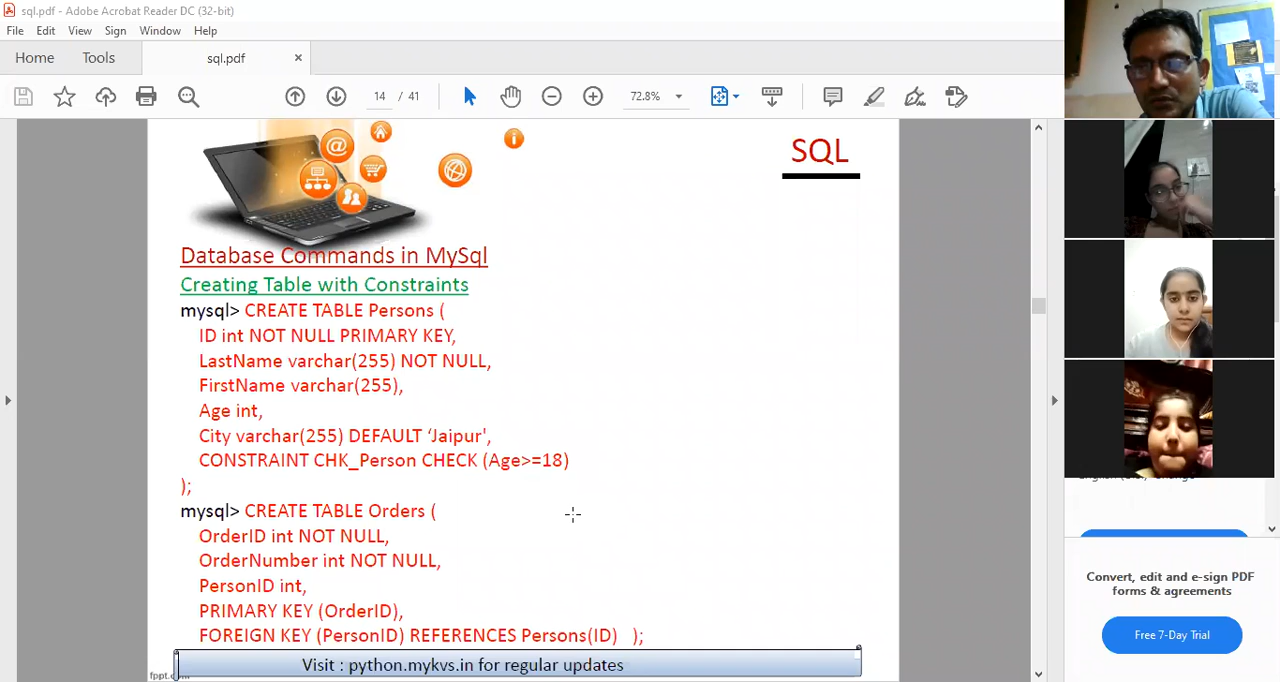 sql.pdf - Adobe Acrobat Reader DC (32-bit)
File Edit View Sign Window Help
Home Tools sql.pdf ×
14 / 41 72.8%
SQL
Database Commands in MySql
Creating Table with Constraints
mysql> CREATE TABLE Persons (
ID int NOT NULL PRIMARY KEY,
LastName varchar(255) NOT NULL,
FirstName varchar(255),
Age int,
City varchar(255) DEFAULT ‘Jaipur',
CONSTRAINT CHK_Person CHECK (Age>=18)
);
mysql> CREATE TABLE Orders (
OrderID int NOT NULL,
OrderNumber int NOT NULL,
PersonID int,
PRIMARY KEY (OrderID),
FOREIGN KEY (PersonID) REFERENCES Persons(ID) );
Visit : python.mykvs.in for regular updates
Convert, edit and e-sign PDF
forms & agreements
Free 7-Day Trial